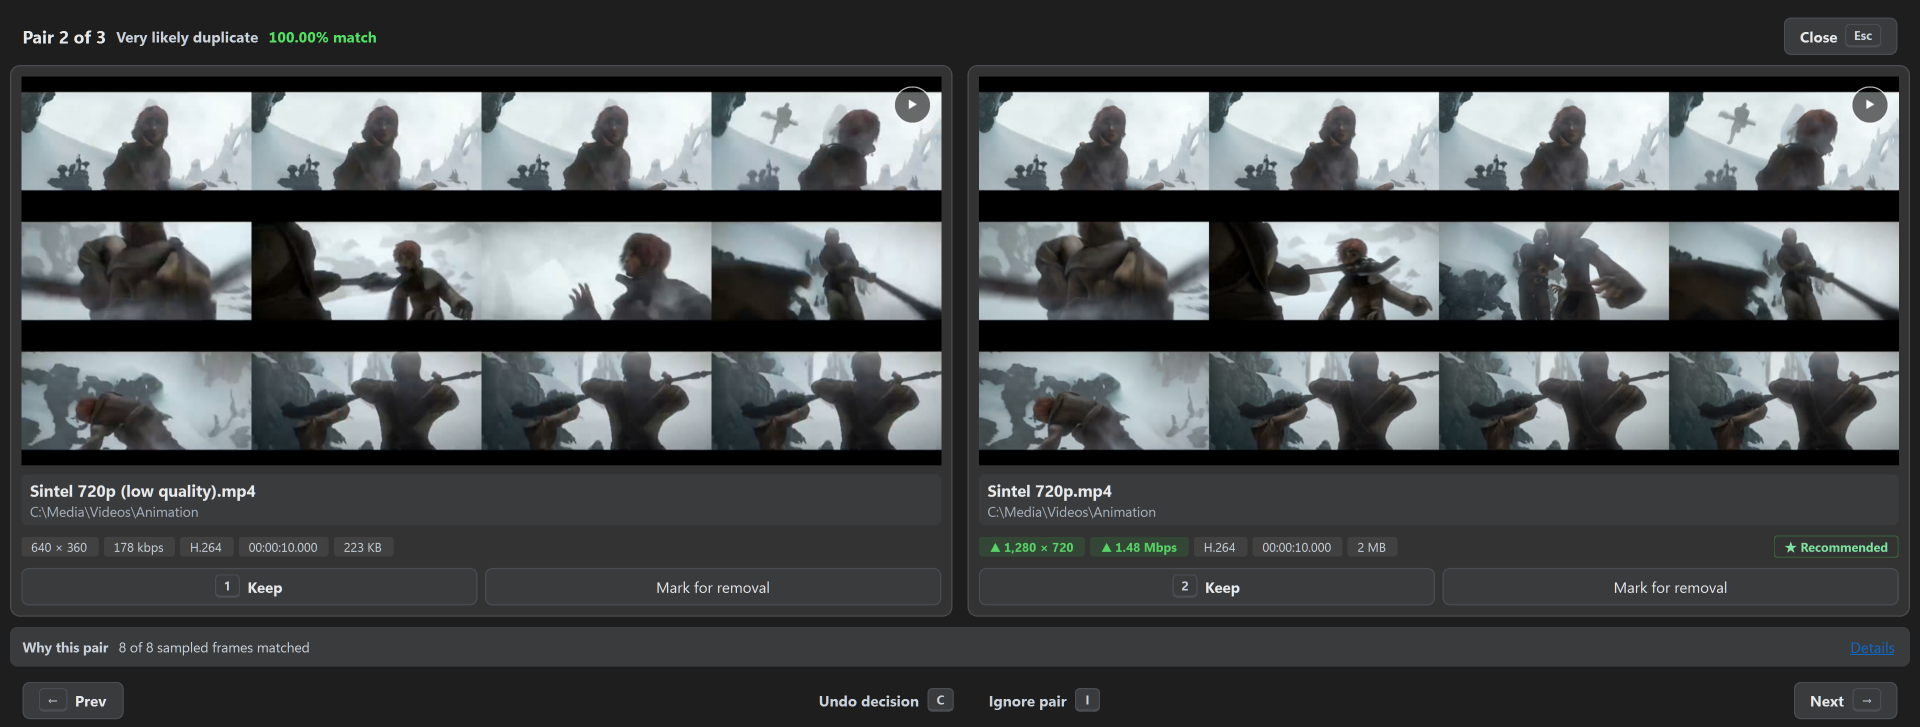 Pair 2 of 3 Very likely duplicate 100.00% match
Close Esc
Sintel 720p (low quality).mp4
C:\Media\Videos\Animation
640 × 360 178 kbps H.264 00:00:10.000 223 KB
1 Keep Mark for removal
Sintel 720p.mp4
C:\Media\Videos\Animation
▲ 1,280 × 720 ▲ 1.48 Mbps H.264 00:00:10.000 2 MB ★ Recommended
2 Keep Mark for removal
Why this pair 8 of 8 sampled frames matched Details
← Prev Undo decision C Ignore pair I Next →